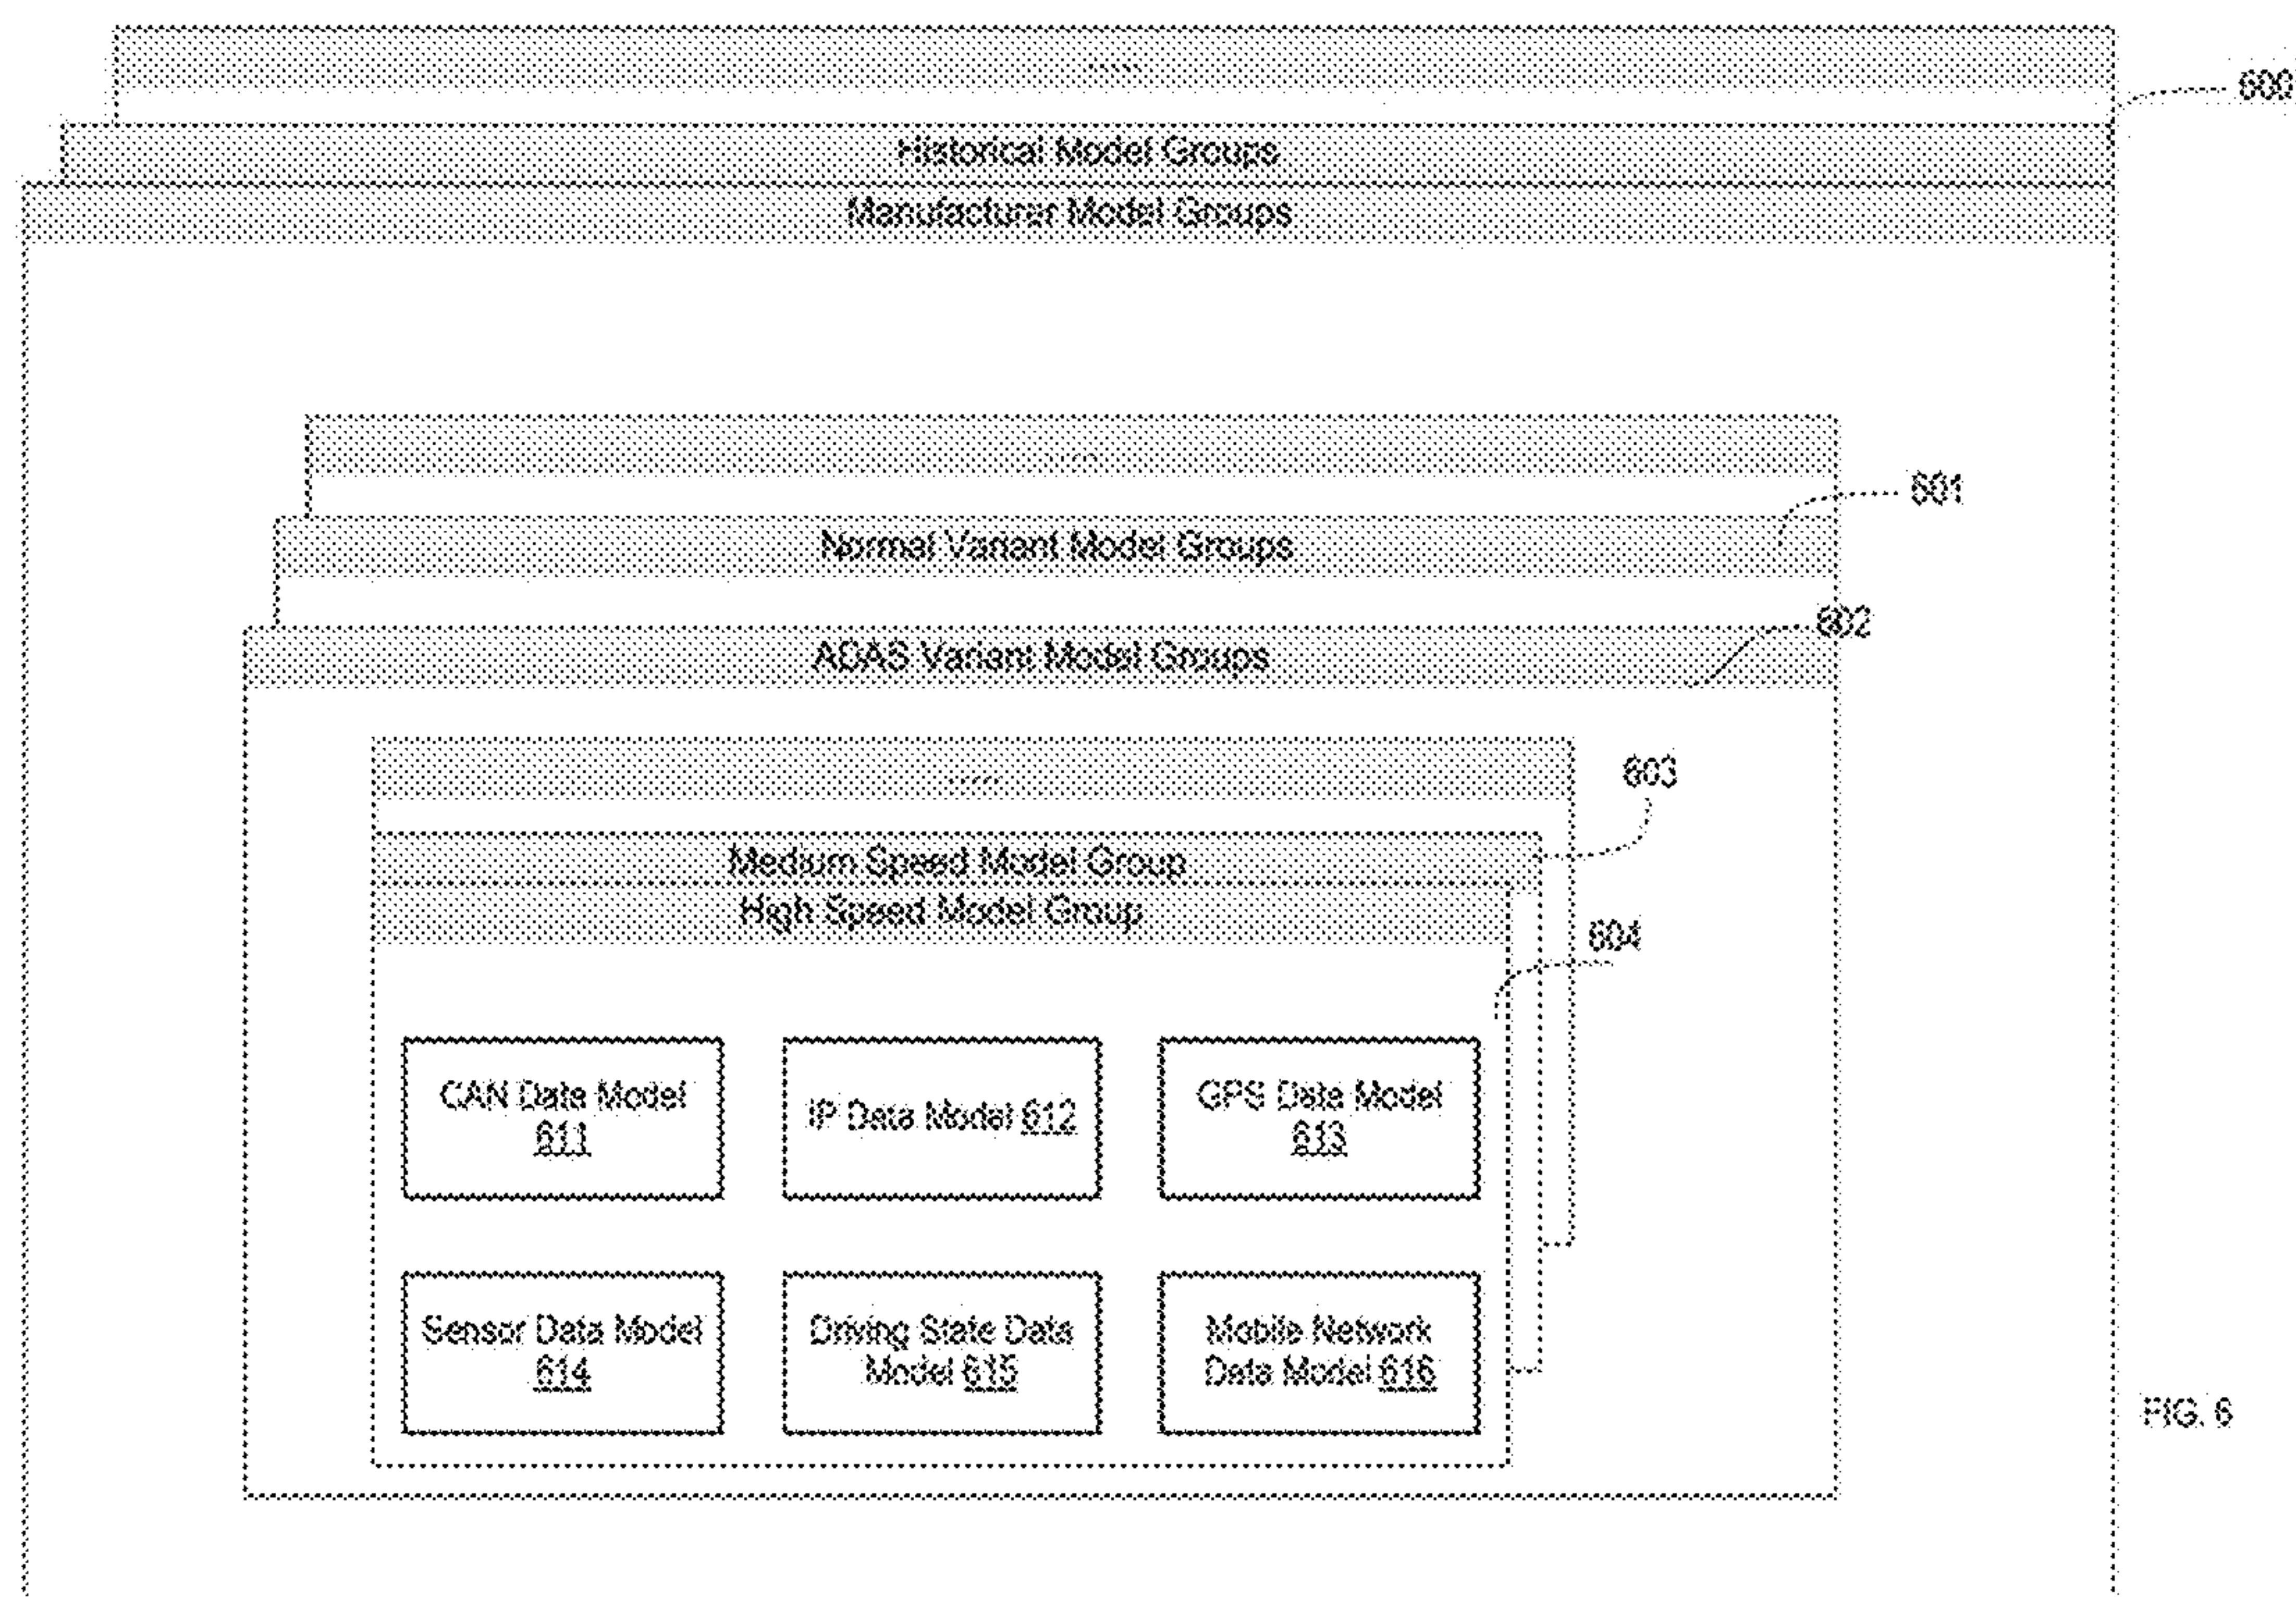 .....
600
Historical Model Groups
Manufacturer Model Groups
.....
601
Normal Variant Model Groups
602
ADAS Variant Model Groups
.....
603
Medium Speed Model Group
High Speed Model Group
604
CAN Data Model
611
IP Data Model 612
GPS Data Model
613
Sensor Data Model
614
Driving State Data
Model 615
Mobile Network
Data Model 616
FIG. 6